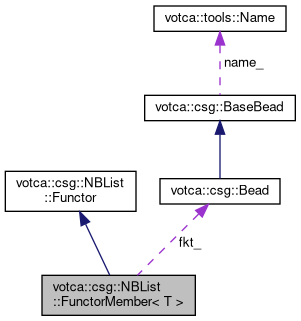 votca::tools::Name
name_
votca::csg::BaseBead
votca::csg::NBList
::Functor
votca::csg::Bead
fkt_
votca::csg::NBList
::FunctorMember< T >